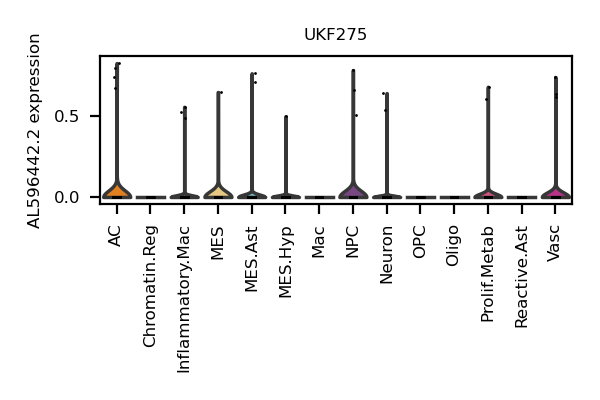 UKF275
AL596442.2 expression
0.5
0.0
AC
Chromatin.Reg
Inflammatory.Mac
MES
MES.Ast
MES.Hyp
Mac
NPC
Neuron
OPC
Oligo
Prolif.Metab
Reactive.Ast
Vasc